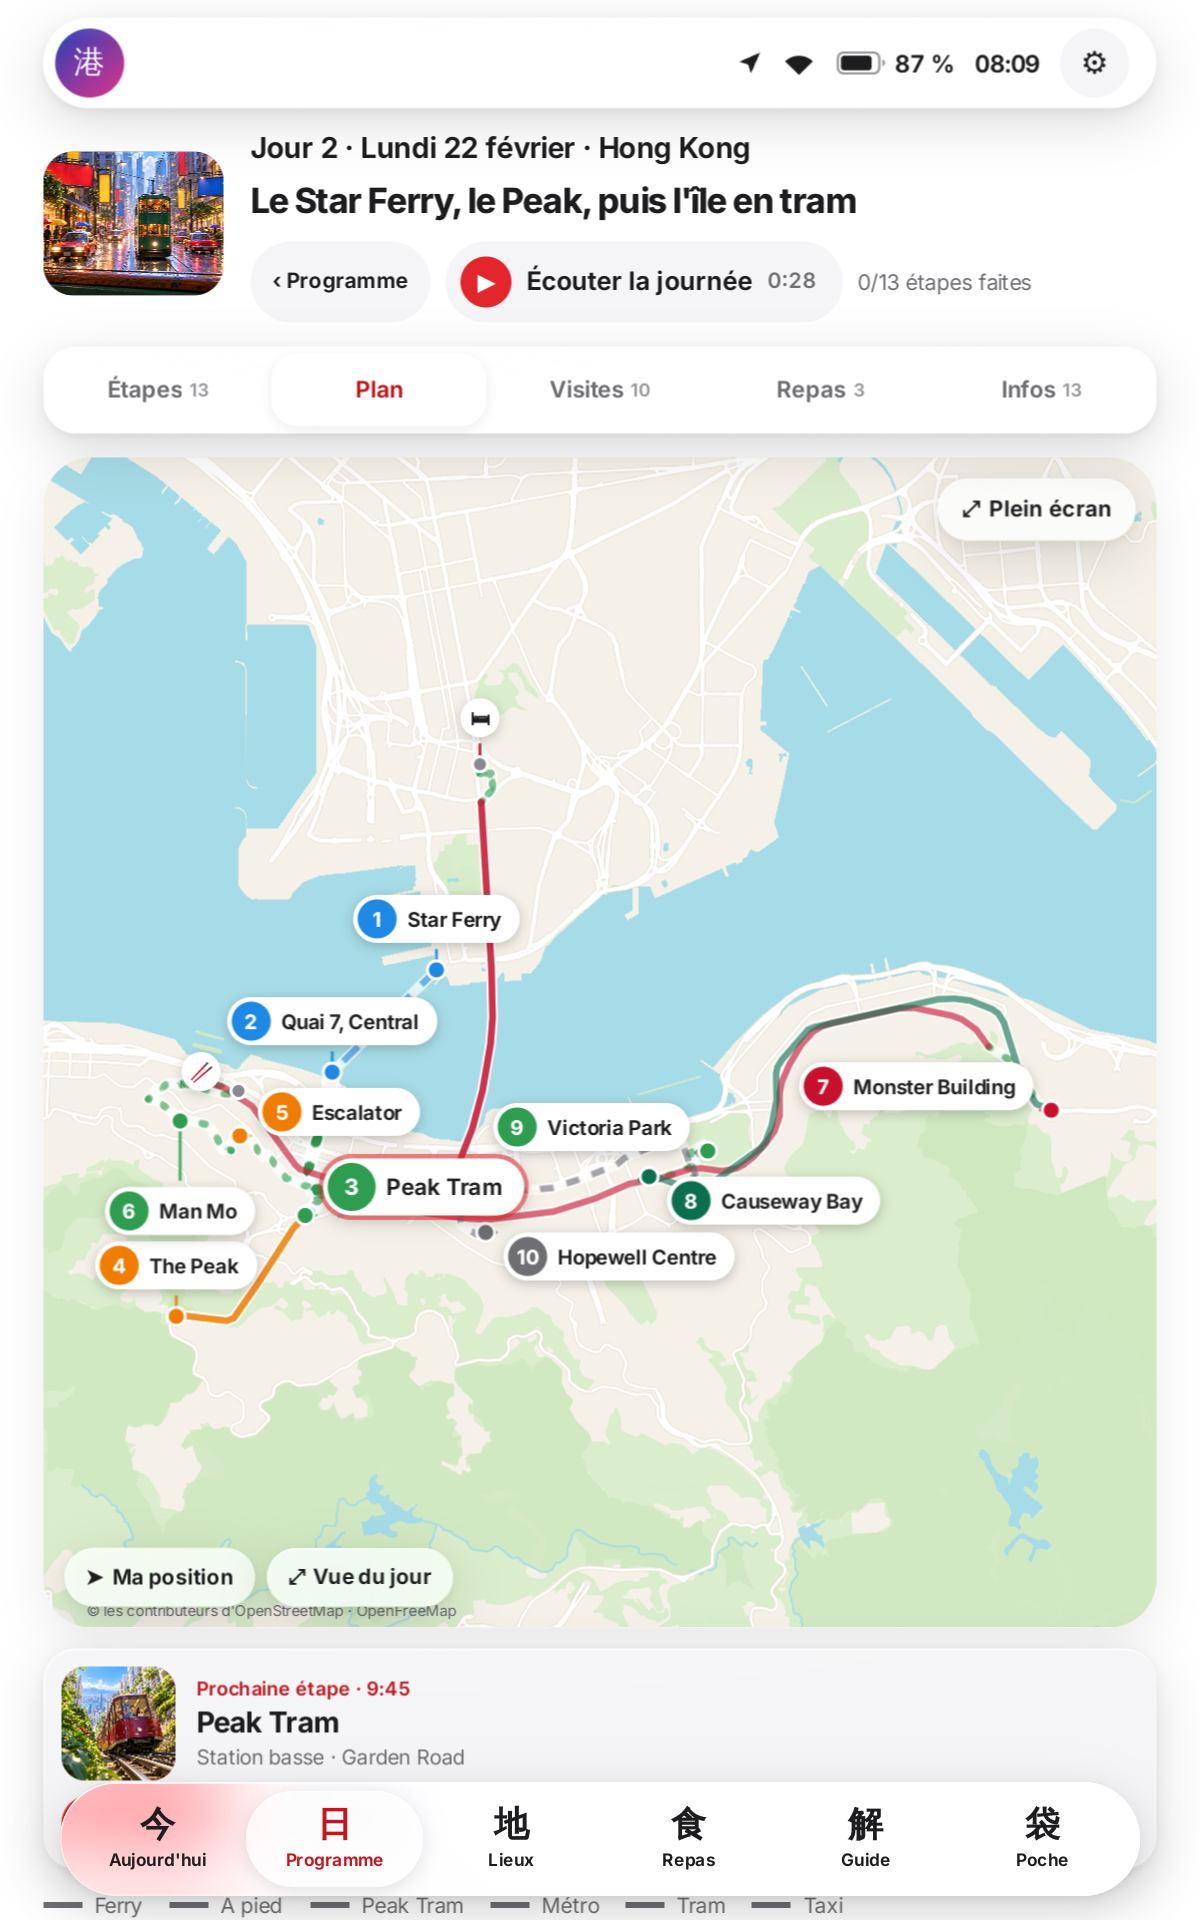 港
87 % 08:09
Jour 2 · Lundi 22 février · Hong Kong
Le Star Ferry, le Peak, puis l'île en tram
‹ Programme
Écouter la journée 0:28
0/13 étapes faites
Étapes 13
Plan
Visites 10
Repas 3
Infos 13
Plein écran
1 Star Ferry
2 Quai 7, Central
7 Monster Building
5 Escalator
9 Victoria Park
3 Peak Tram
6 Man Mo
8 Causeway Bay
4 The Peak
10 Hopewell Centre
Ma position
Vue du jour
© les contributeurs d'OpenStreetMap · OpenFreeMap
Prochaine étape · 9:45
Peak Tram
Station basse · Garden Road
今 日 地 食 解 袋
Aujourd'hui Programme Lieux Repas Guide Poche
Ferry A pied Peak Tram Métro Tram Taxi